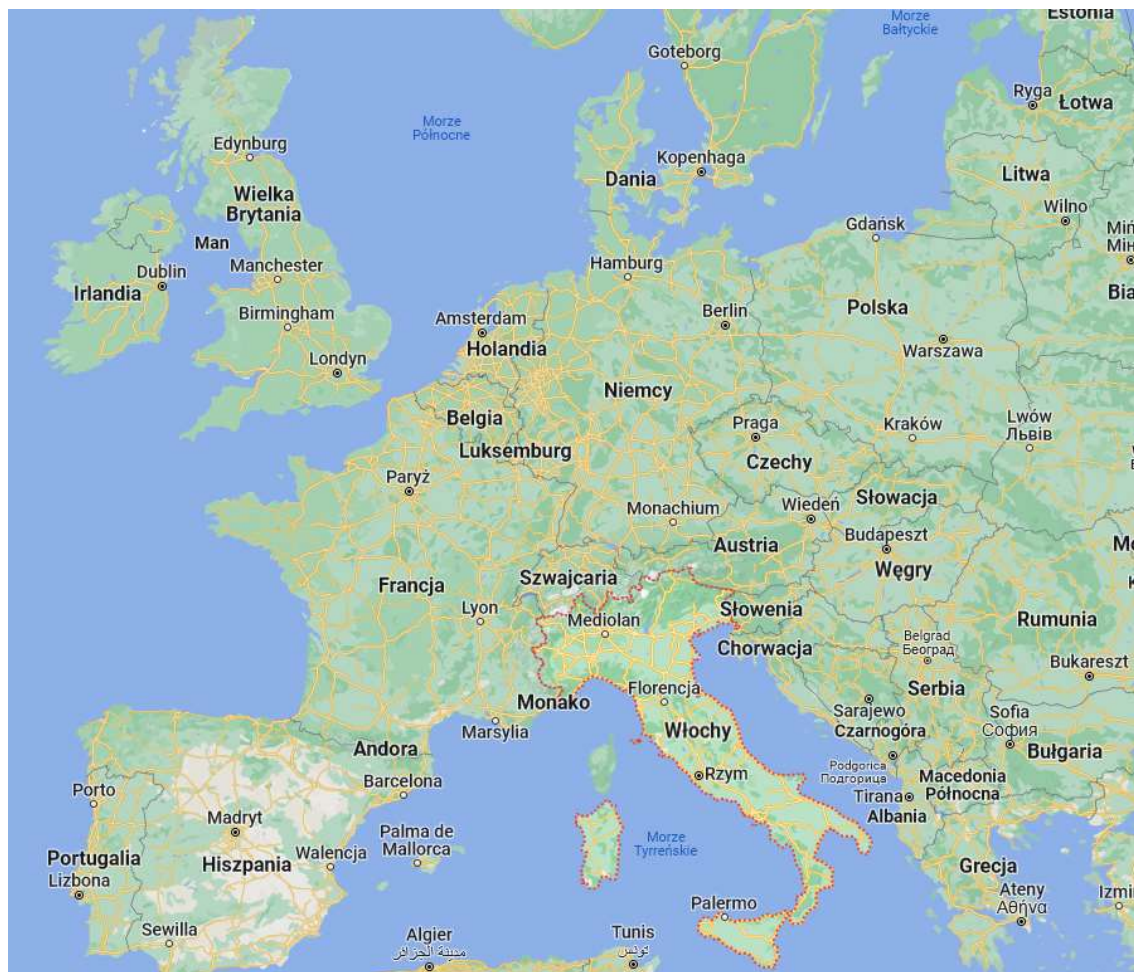 Morze
Bałtyckie
Estonia
Goteborg
Ryga
Łotwa
Morze
Północne
Edynburg
Kopenhaga
Dania
Litwa
Wielka
Brytania
Wilno
Gdańsk
Man
Dublin
Irlandia
Manchester
Hamburg
Birmingham
Amsterdam
Berlin
Polska
Holandia
Warszawa
Londyn
Niemcy
Belgia
Praga
Kraków
Lwów
Львів
Luksemburg
Czechy
Paryż
Słowacja
Monachium
Wiedeń
Austria
Budapeszt
Węgry
Szwajcaria
Francja
Lyon
Mediolan
Słowenia
Rumunia
Chorwacja
Belgrad
Београд
Bukareszt
Florencja
Serbia
Monako
Marsylia
Włochy
Sarajewo
Czarnogóra
Sofia
София
Andora
Bułgaria
Podgorica
Подгорица
Rzym
Macedonia
Północna
Barcelona
Porto
Tirana
Albania
Madryt
Palma de
Mallorca
Morze
Tyrreńskie
Portugalia
Hiszpania
Walencja
Lizbona
Grecja
Ateny
Αθήνα
Palermo
Sewilla
Algier
مدينة الجزائر
Tunis
تونس